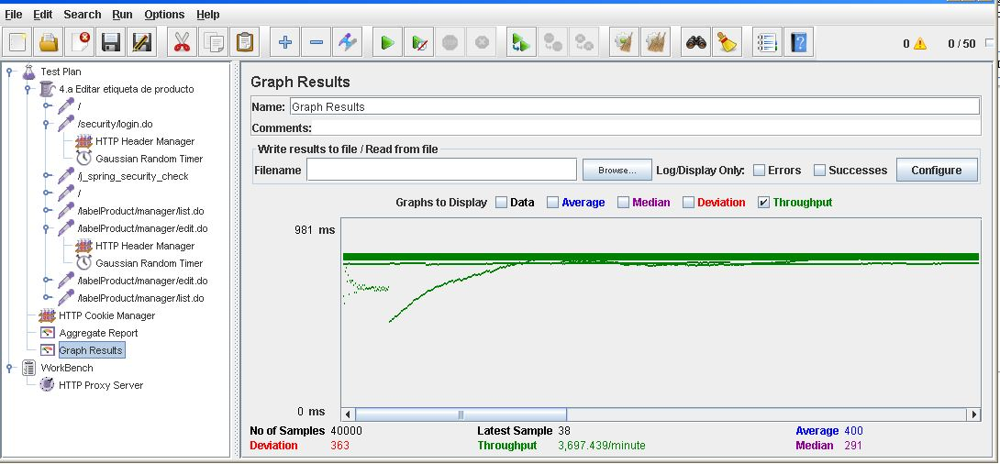 File Edit Search Run Options Help
0 0 / 50
Test Plan
4.a Editar etiqueta de producto
/
/security/login.do
HTTP Header Manager
Gaussian Random Timer
/j_spring_security_check
/
/labelProduct/manager/list.do
/labelProduct/manager/edit.do
HTTP Header Manager
Gaussian Random Timer
/labelProduct/manager/edit.do
/labelProduct/manager/list.do
HTTP Cookie Manager
Aggregate Report
Graph Results
WorkBench
HTTP Proxy Server
Graph Results
Name: Graph Results
Comments:
Write results to file / Read from file
Filename Browse... Log/Display Only: Errors Successes Configure
Graphs to Display Data Average Median Deviation Throughput
981 ms
0 ms
No of Samples 40000 Latest Sample 38 Average 400
Deviation 363 Throughput 3,697.439/minute Median 291